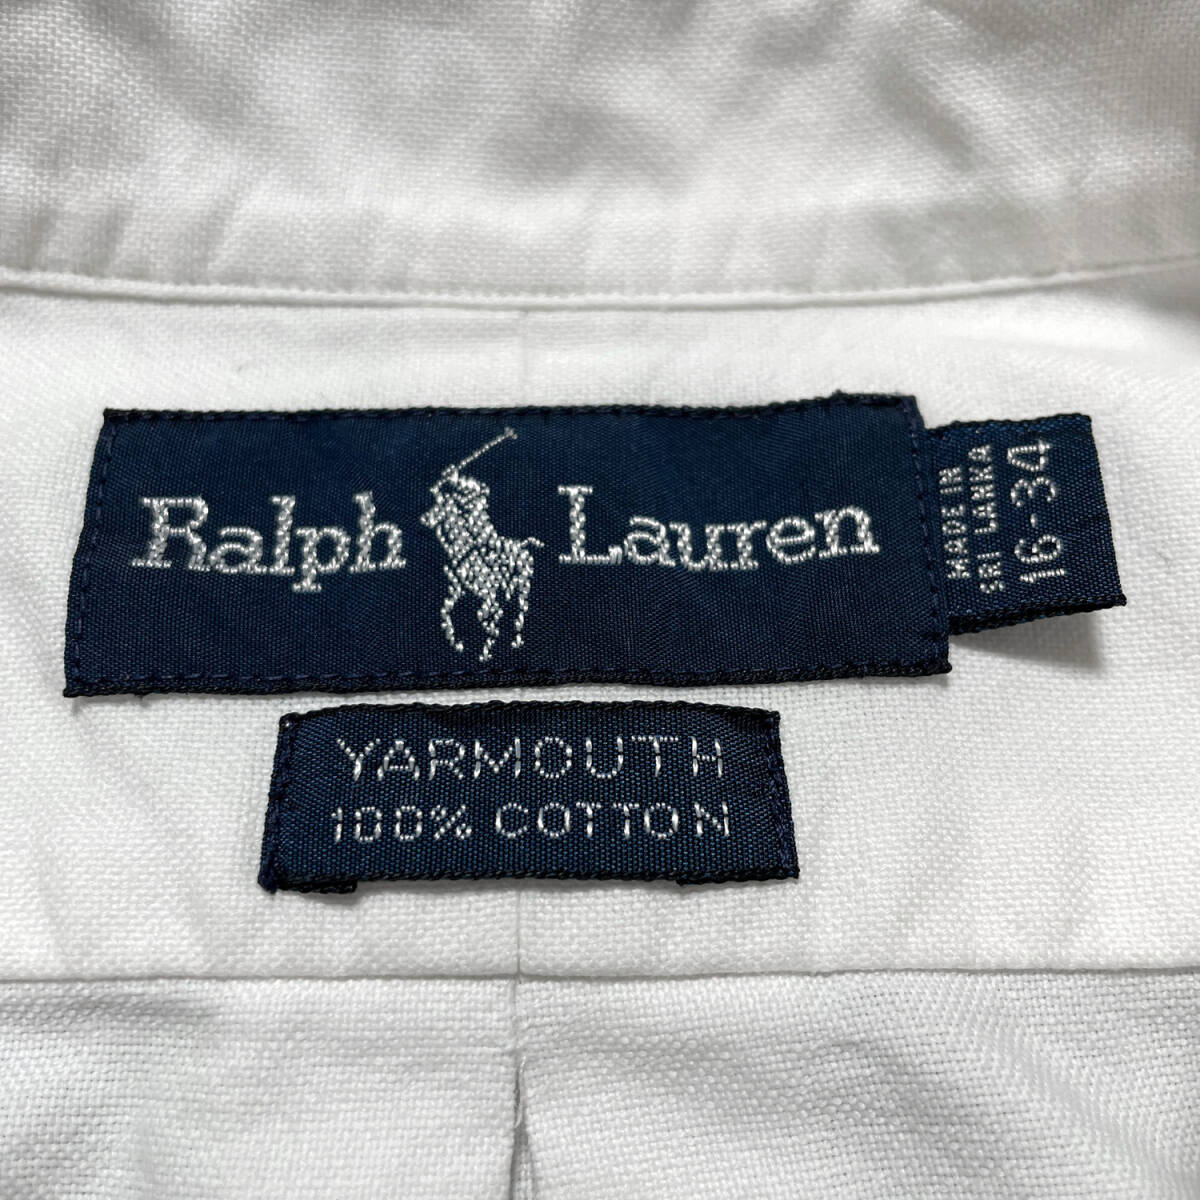 Ralph Lauren
MADE IN
SRI LANKA
16-34
YARMOUTH
100% COTTON